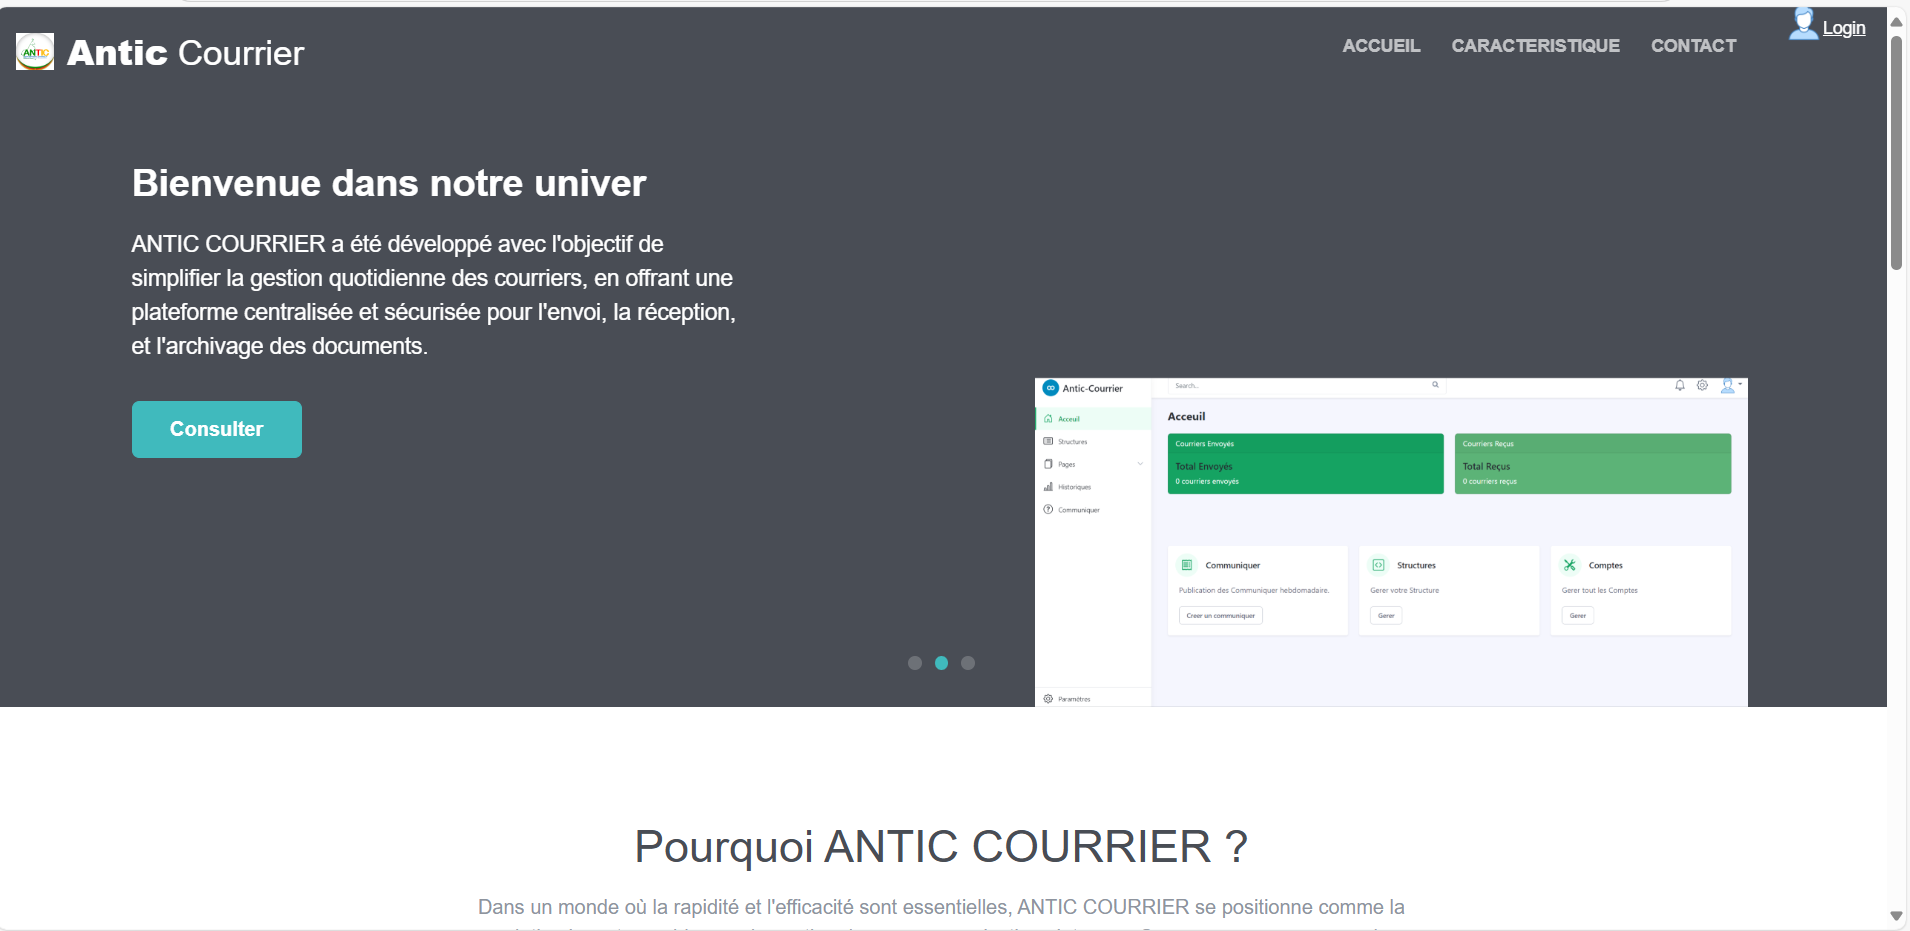 ANTIC
Antic Courrier
ACCUEIL
CARACTERISTIQUE
CONTACT
Login
Bienvenue dans notre univer
ANTIC COURRIER a été développé avec l'objectif de
simplifier la gestion quotidienne des courriers, en offrant une
plateforme centralisée et sécurisée pour l'envoi, la réception,
et l'archivage des documents.
Consulter
Antic-Courrier
Search...
Acceuil
Structures
Pages
Historiques
Communiquer
Paramètres
Acceuil
Courriers Envoyés
Total Envoyés
0 courriers envoyés
Courriers Reçus
Total Reçus
0 courriers reçus
Communiquer
Publication des Communiquer hebdomadaire.
Creer un communiquer
Structures
Gerer votre Structure
Gerer
Comptes
Gerer tout les Comptes
Gerer
Pourquoi ANTIC COURRIER ?
Dans un monde où la rapidité et l'efficacité sont essentielles, ANTIC COURRIER se positionne comme la